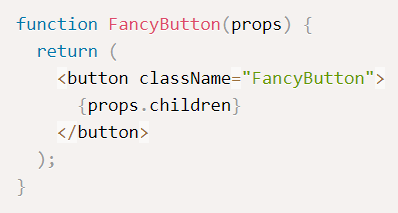 function FancyButton(props) {
  return (
    <button className="FancyButton">
      {props.children}
    </button>
  );
}